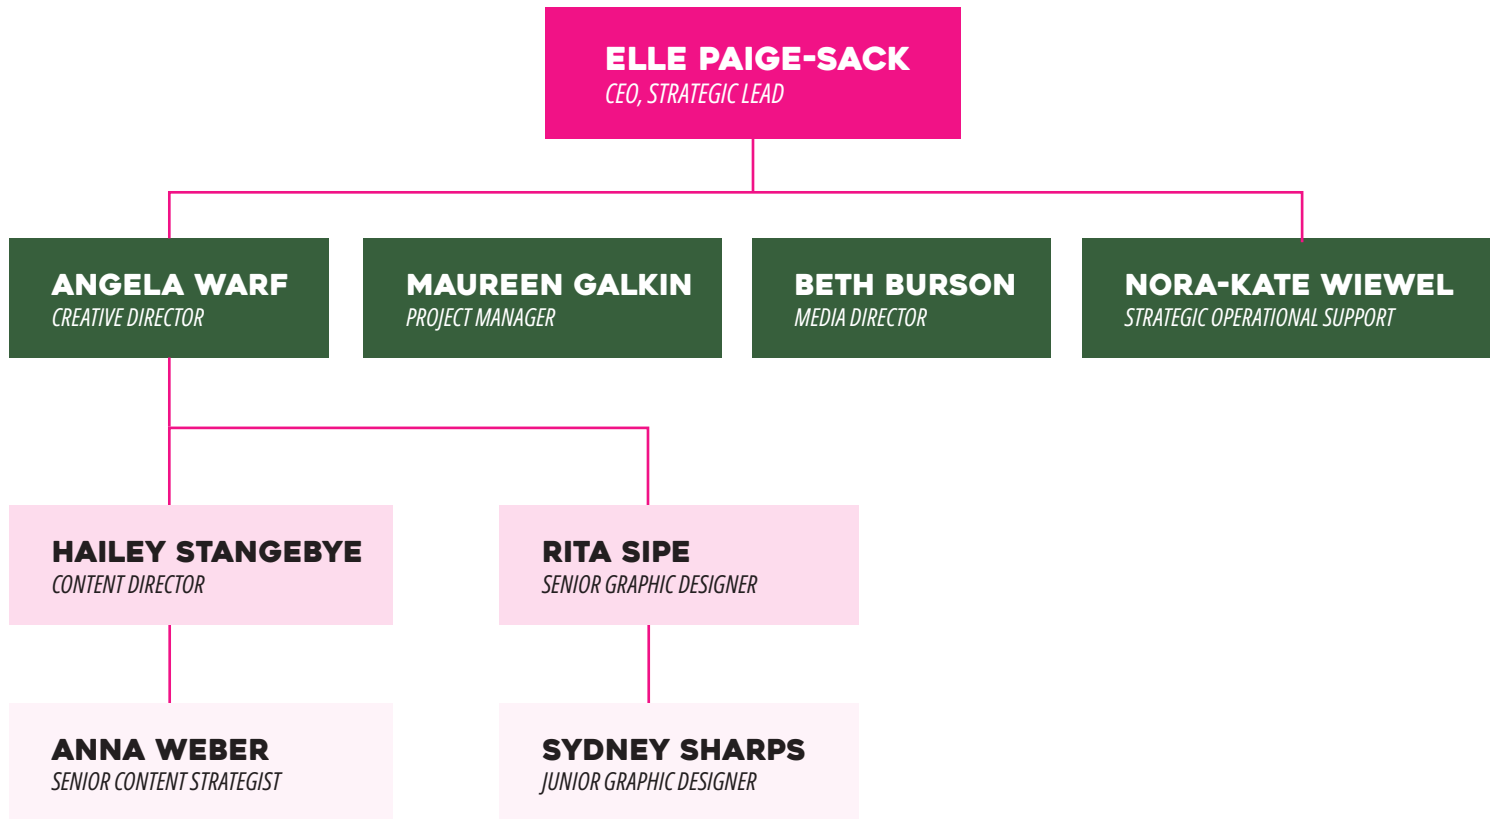 ELLE PAIGE-SACK
CEO, STRATEGIC LEAD
ANGELA WARF
CREATIVE DIRECTOR
MAUREEN GALKIN
PROJECT MANAGER
BETH BURSON
MEDIA DIRECTOR
NORA-KATE WIEWEL
STRATEGIC OPERATIONAL SUPPORT
HAILEY STANGEBYE
CONTENT DIRECTOR
RITA SIPE
SENIOR GRAPHIC DESIGNER
ANNA WEBER
SENIOR CONTENT STRATEGIST
SYDNEY SHARPS
JUNIOR GRAPHIC DESIGNER